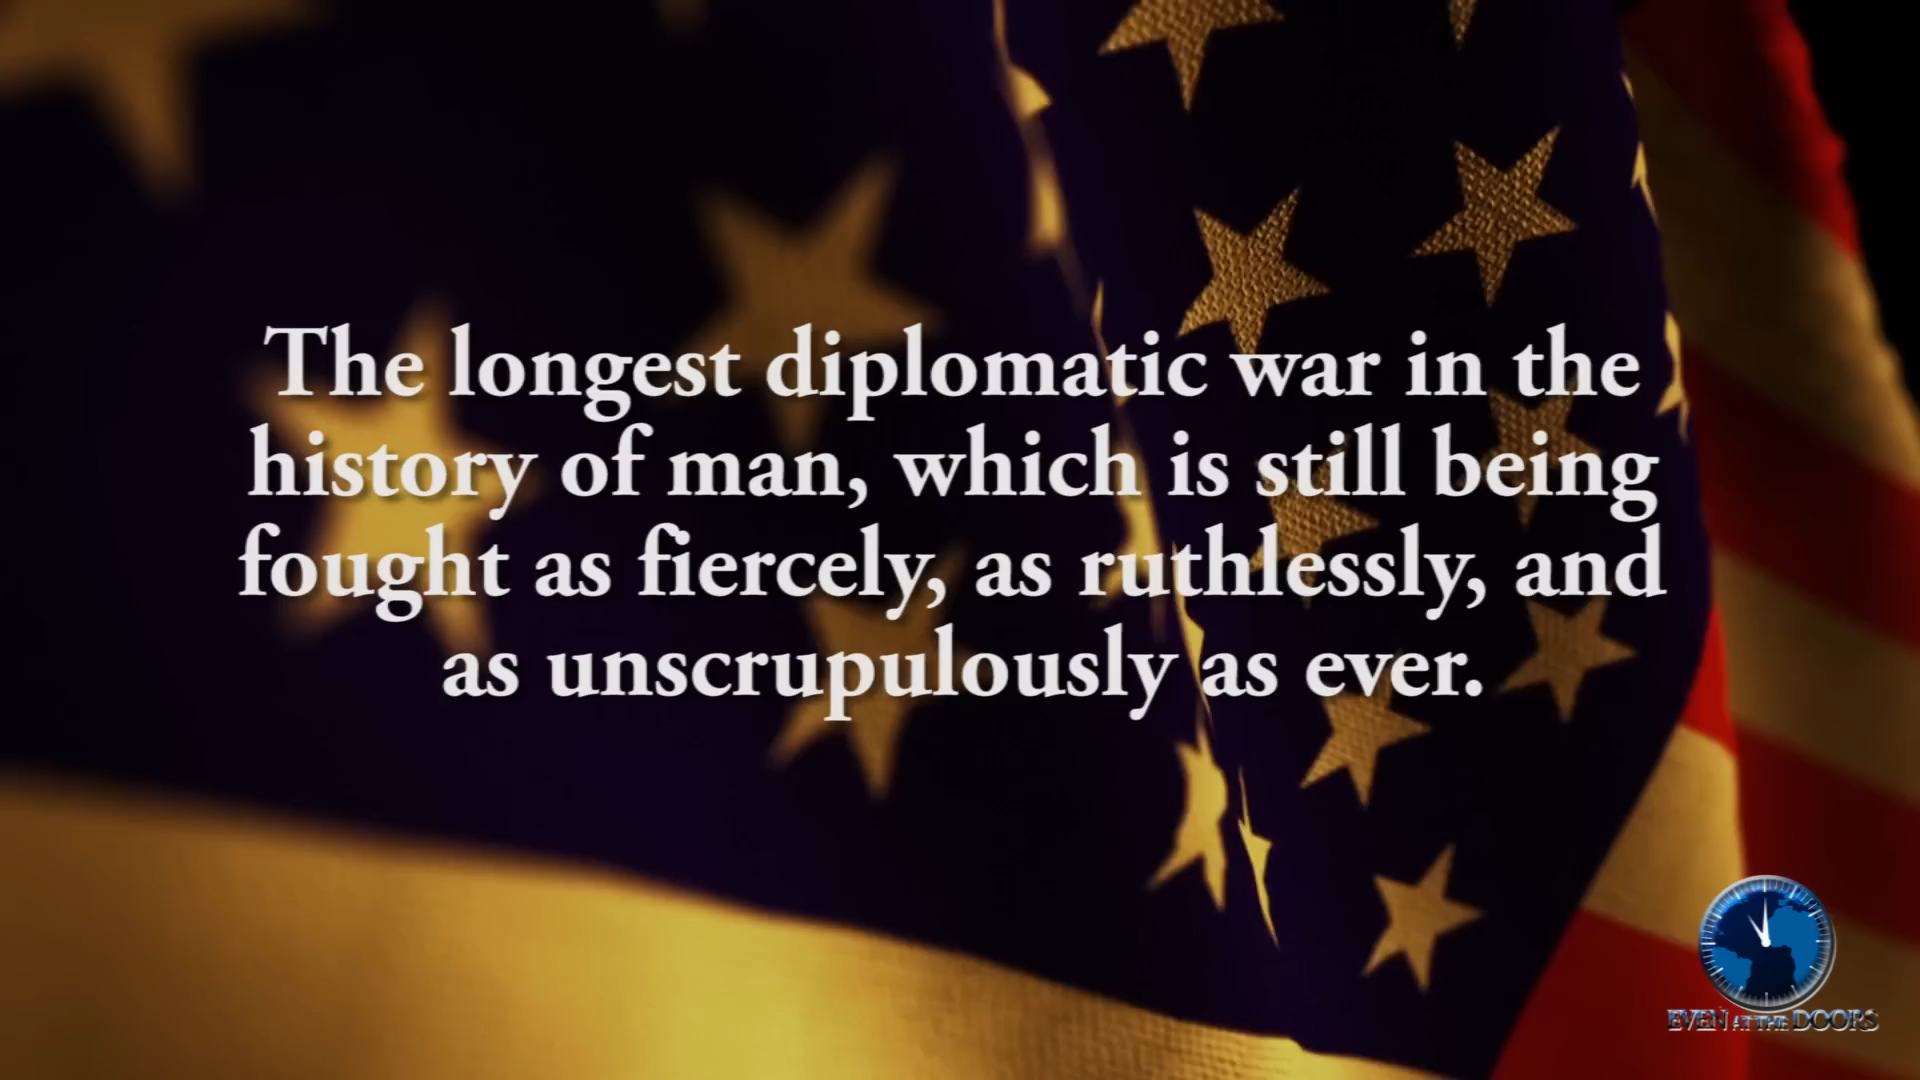 The longest diplomatic war in the
history of man, which is still being
fought as fiercely, as ruthlessly, and
as unscrupulously as ever.
EVEN AT THE DOORS